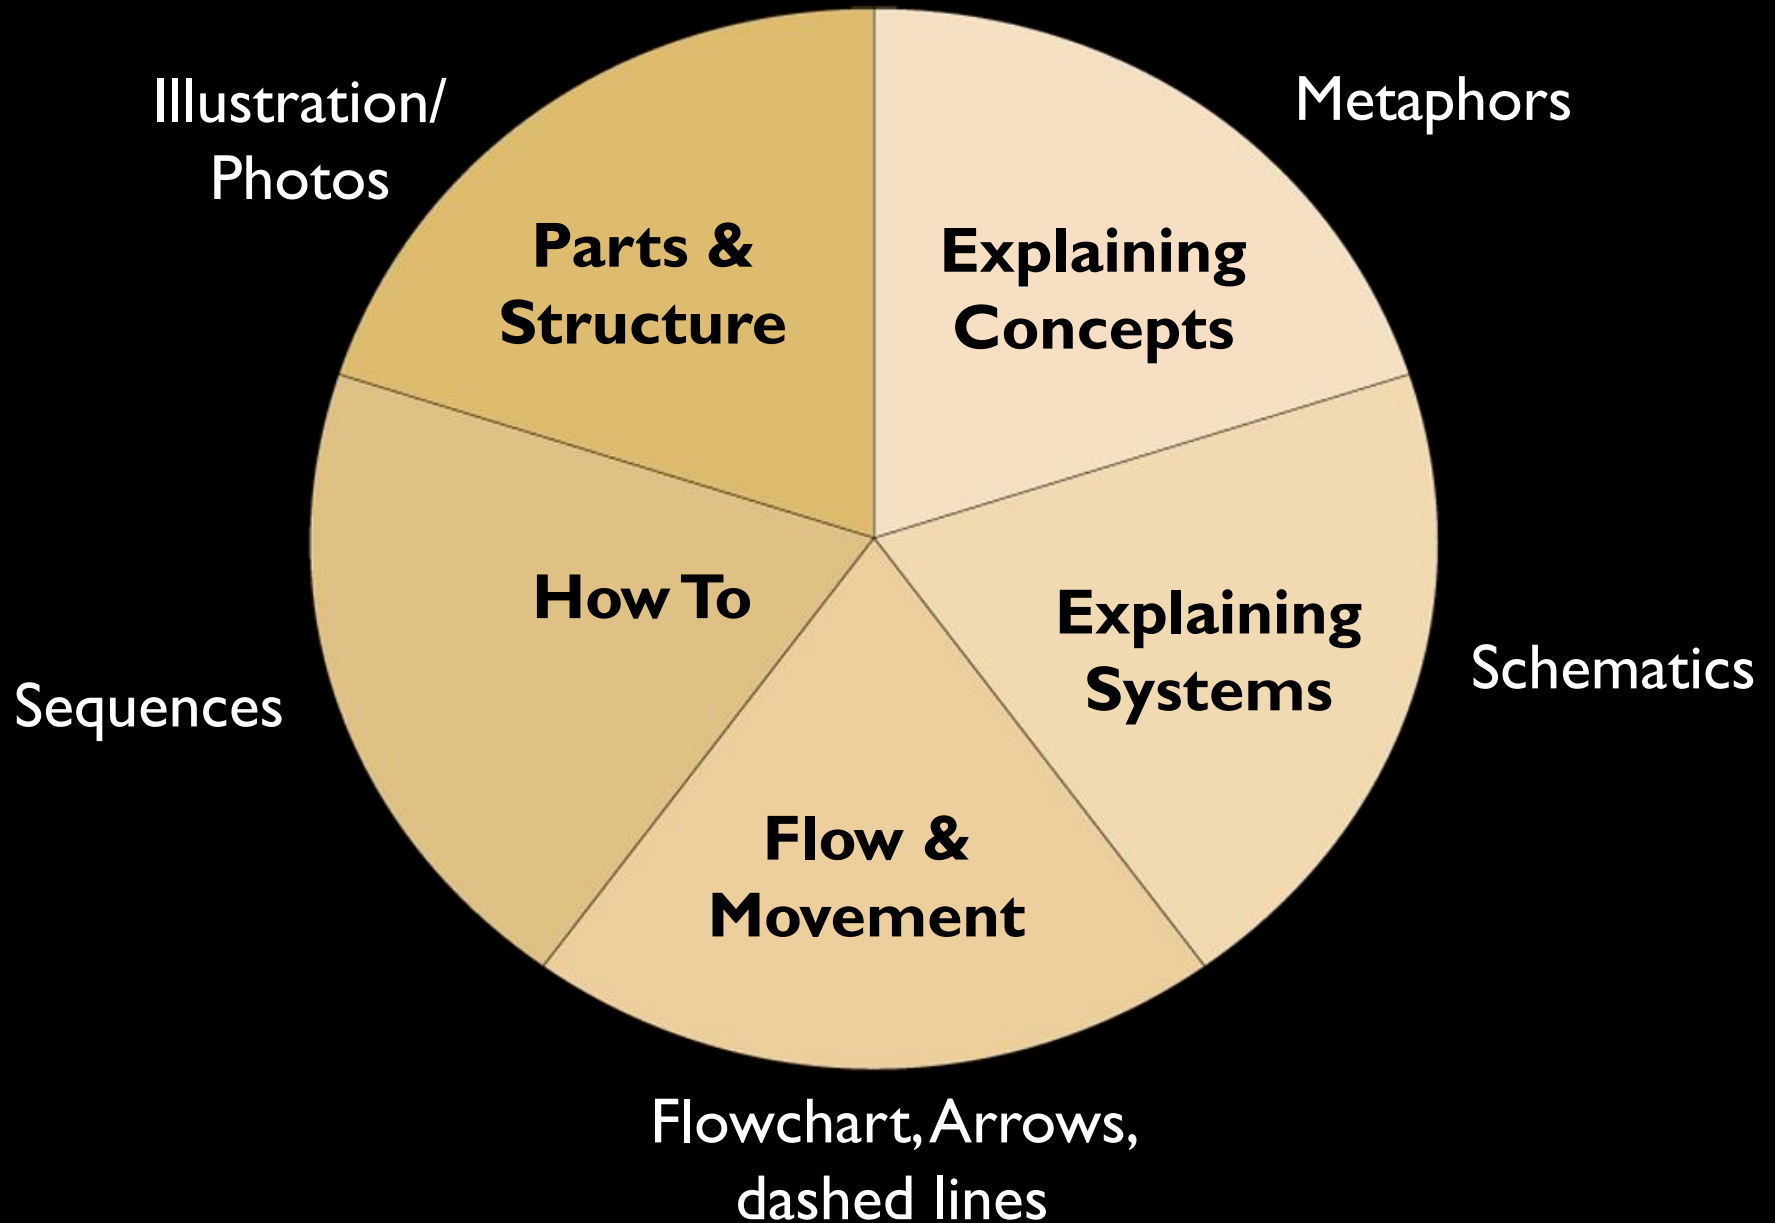 Illustration/
Photos
Metaphors
Parts &
Structure
Explaining
Concepts
How To
Explaining
Systems
Sequences
Schematics
Flow &
Movement
Flowchart, Arrows,
dashed lines